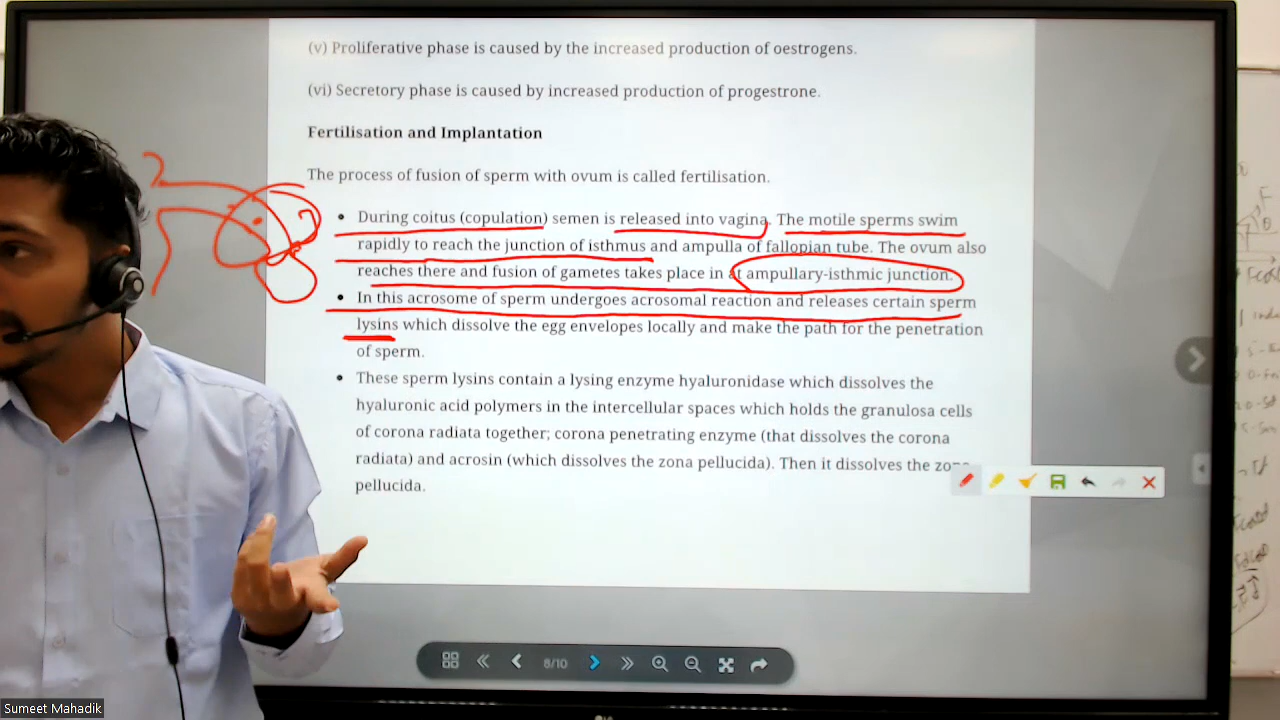 (v) Proliferative phase is caused by the increased production of oestrogens.
(vi) Secretory phase is caused by increased production of progestrone.
Fertilisation and Implantation
The process of fusion of sperm with ovum is called fertilisation.
• During coitus (copulation) semen is released into vagina. The motile sperms swim
rapidly to reach the junction of isthmus and ampulla of fallopian tube. The ovum also
reaches there and fusion of gametes takes place in at ampullary-isthmic junction.
• In this acrosome of sperm undergoes acrosomal reaction and releases certain sperm
lysins which dissolve the egg envelopes locally and make the path for the penetration
of sperm.
• These sperm lysins contain a lysing enzyme hyaluronidase which dissolves the
hyaluronic acid polymers in the intercellular spaces which holds the granulosa cells
of corona radiata together; corona penetrating enzyme (that dissolves the corona
radiata) and acrosin (which dissolves the zona pellucida). Then it dissolves the
pellucida.
8/10
Sumeet Mahadik
LG